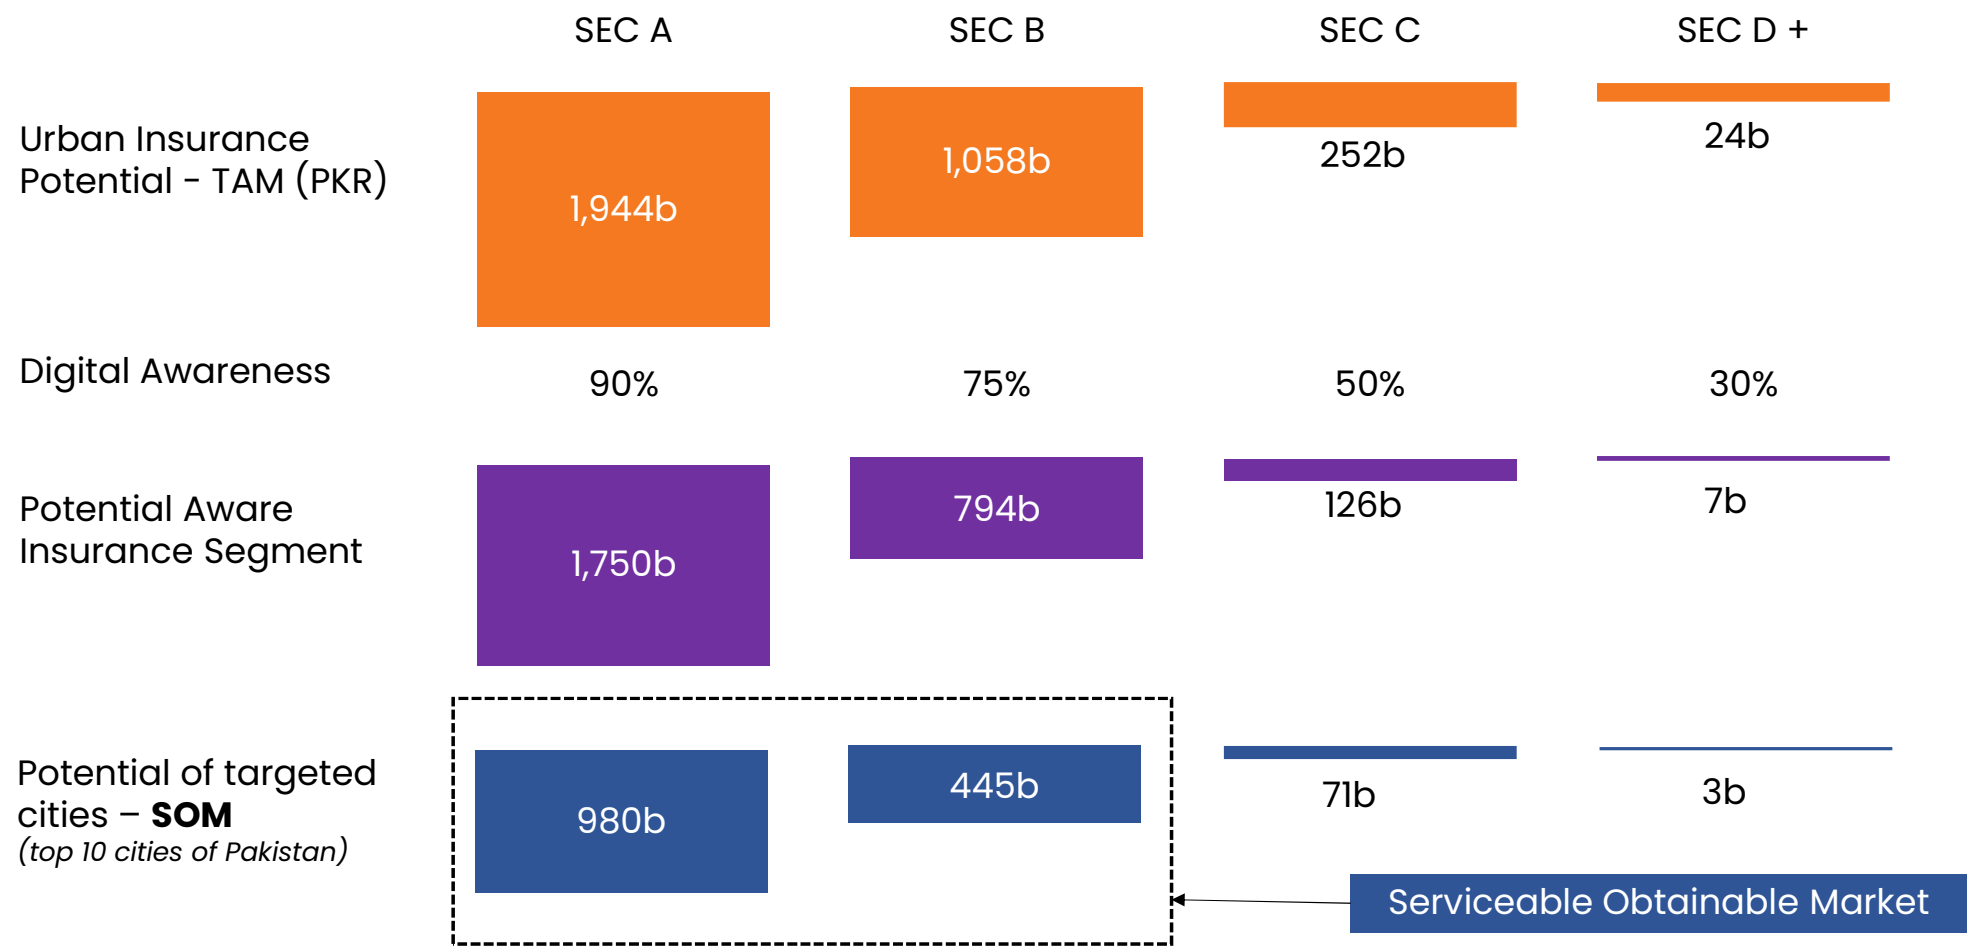 SEC A
SEC B
SEC C
SEC D +
Urban Insurance
Potential - TAM (PKR)
1,944b
1,058b
252b
24b
Digital Awareness
90%
75%
50%
30%
Potential Aware
Insurance Segment
1,750b
794b
126b
7b
Potential of targeted
cities – SOM
(top 10 cities of Pakistan)
980b
445b
71b
3b
Serviceable Obtainable Market